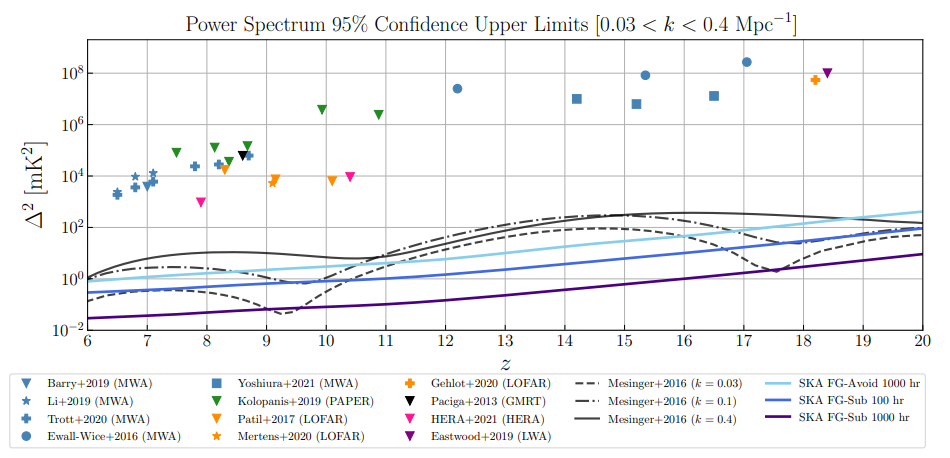 Power Spectrum 95% Confidence Upper Limits [0.03 < k < 0.4 Mpc⁻¹]
Δ² [mK²]
10⁸
10⁶
10⁴
10²
10⁰
10⁻²
6 7 8 9 10 11 12 13 14 15 16 17 18 19 20
z
Barry+2019 (MWA)
Li+2019 (MWA)
Trott+2020 (MWA)
Ewall-Wice+2016 (MWA)
Yoshiura+2021 (MWA)
Kolopanis+2019 (PAPER)
Patil+2017 (LOFAR)
Mertens+2020 (LOFAR)
Gehlot+2020 (LOFAR)
Paciga+2013 (GMRT)
HERA+2021 (HERA)
Eastwood+2019 (LWA)
Mesinger+2016 (k = 0.03)
Mesinger+2016 (k = 0.1)
Mesinger+2016 (k = 0.4)
SKA FG-Avoid 1000 hr
SKA FG-Sub 100 hr
SKA FG-Sub 1000 hr